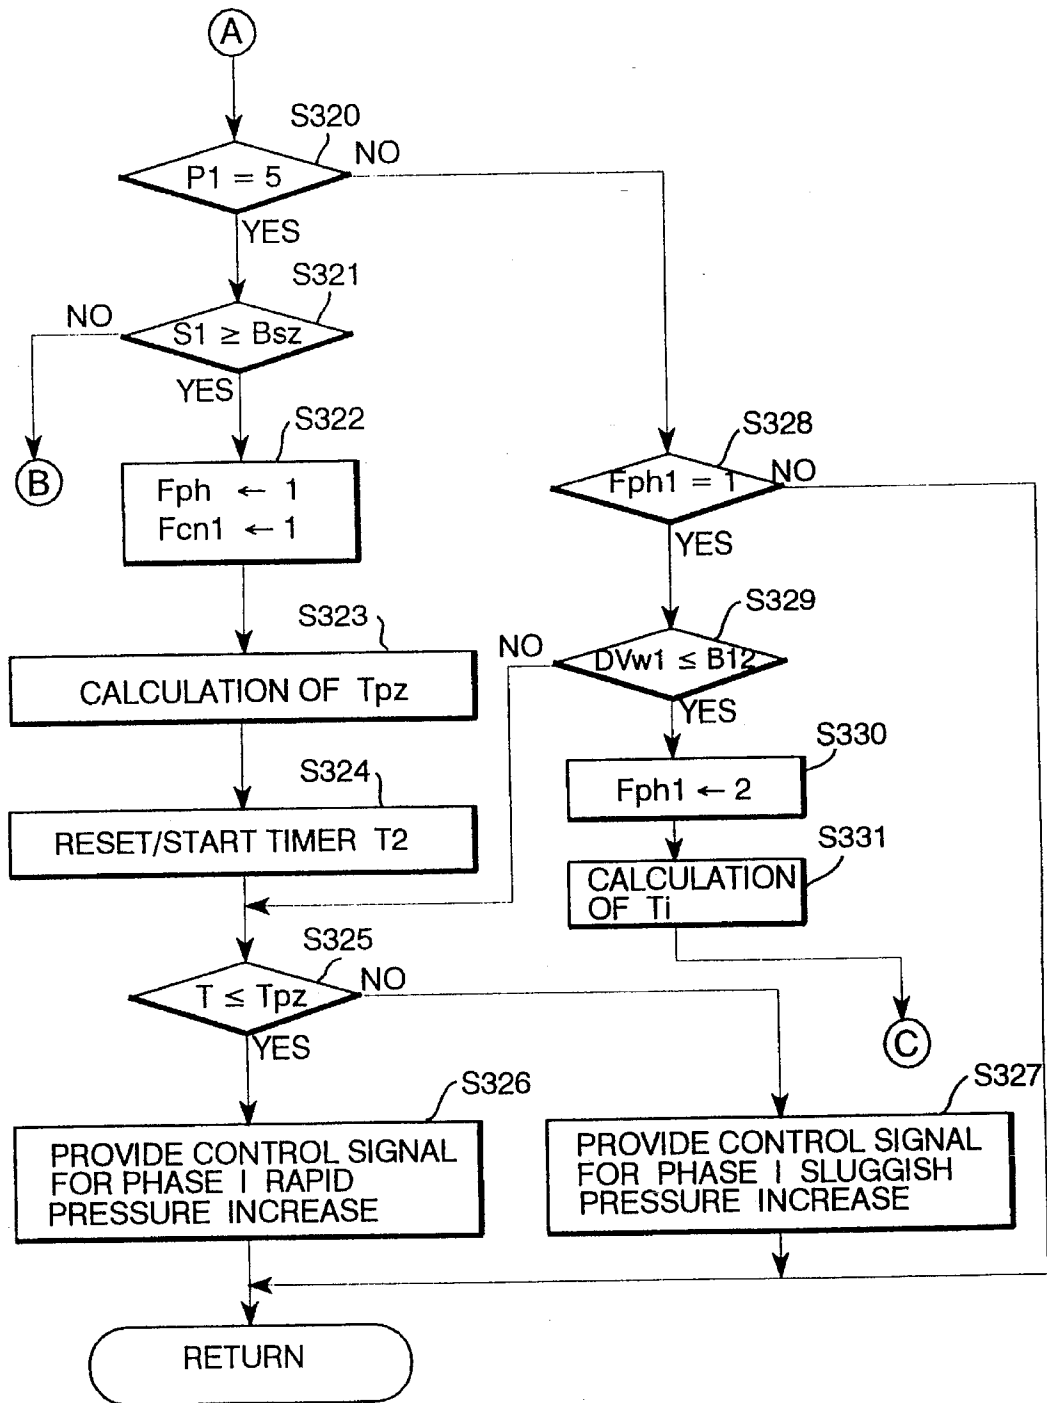 A
S320
P1 = 5
NO
YES
S321
NO
S1 ≥ Bsz
YES
B
S322
Fph ← 1
Fcn1 ← 1
S328
Fph1 = 1
NO
YES
S323
CALCULATION OF Tpz
S329
NO
DVw1 ≤ B12
YES
S324
RESET/START TIMER T2
S330
Fph1 ← 2
S331
CALCULATION
OF Ti
S325
T ≤ Tpz
NO
YES
C
S326
PROVIDE CONTROL SIGNAL
FOR PHASE I RAPID
PRESSURE INCREASE
S327
PROVIDE CONTROL SIGNAL
FOR PHASE I SLUGGISH
PRESSURE INCREASE
RETURN